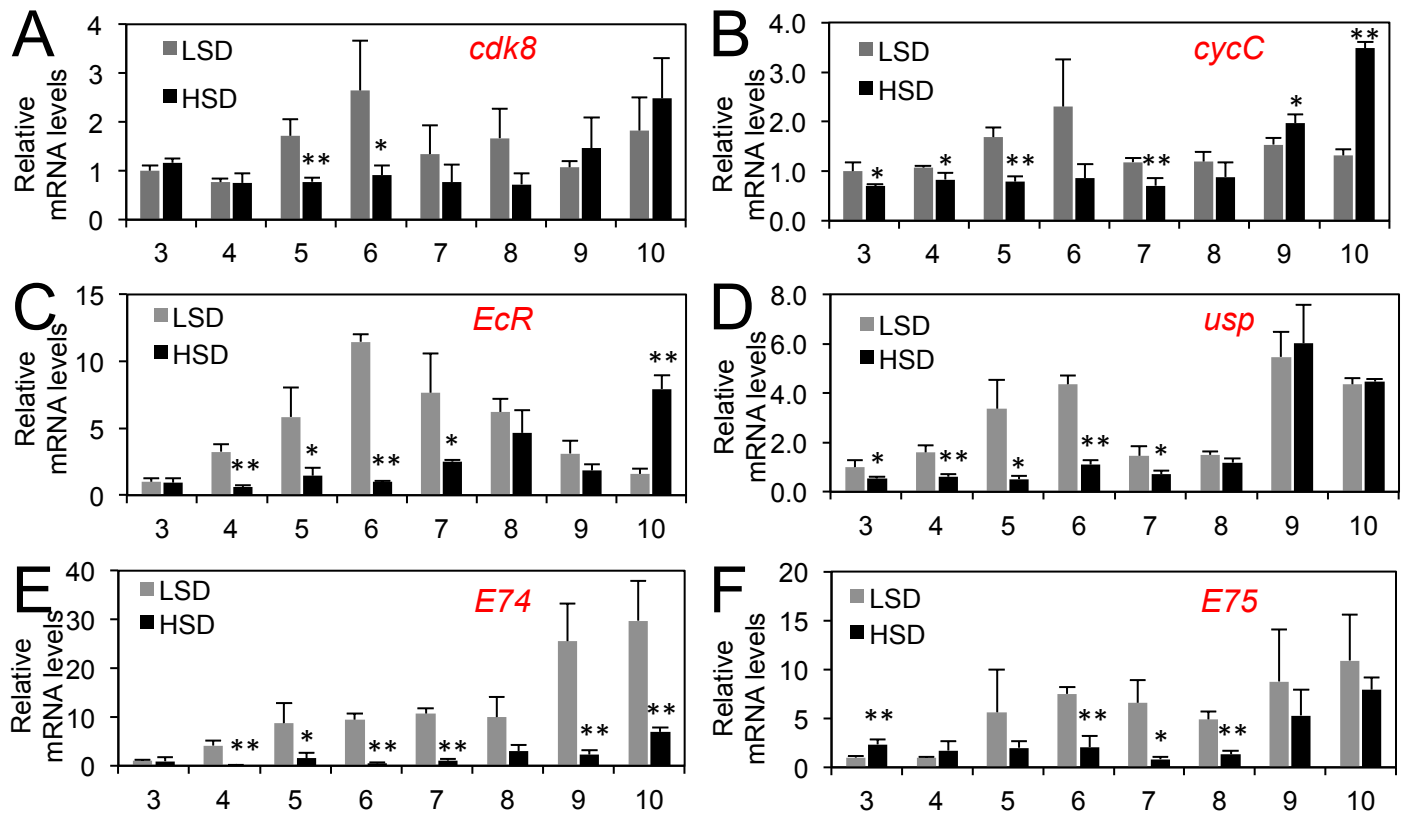 A
cdk8
LSD
HSD
Relative
mRNA levels
4
3
2
1
0
** *
3 4 5 6 7 8 9 10
B
cycC
LSD
HSD
Relative
mRNA levels
4.0
3.0
2.0
1.0
0.0
* * ** ** * **
3 4 5 6 7 8 9 10
C
EcR
LSD
HSD
Relative
mRNA levels
15
10
5
0
** * ** * **
3 4 5 6 7 8 9 10
D
usp
LSD
HSD
Relative
mRNA levels
8.0
6.0
4.0
2.0
0.0
* ** * ** *
3 4 5 6 7 8 9 10
E
E74
LSD
HSD
Relative
mRNA levels
40
30
20
10
0
** * ** ** ** **
3 4 5 6 7 8 9 10
F
E75
LSD
HSD
Relative
mRNA levels
20
15
10
5
0
** ** * **
3 4 5 6 7 8 9 10